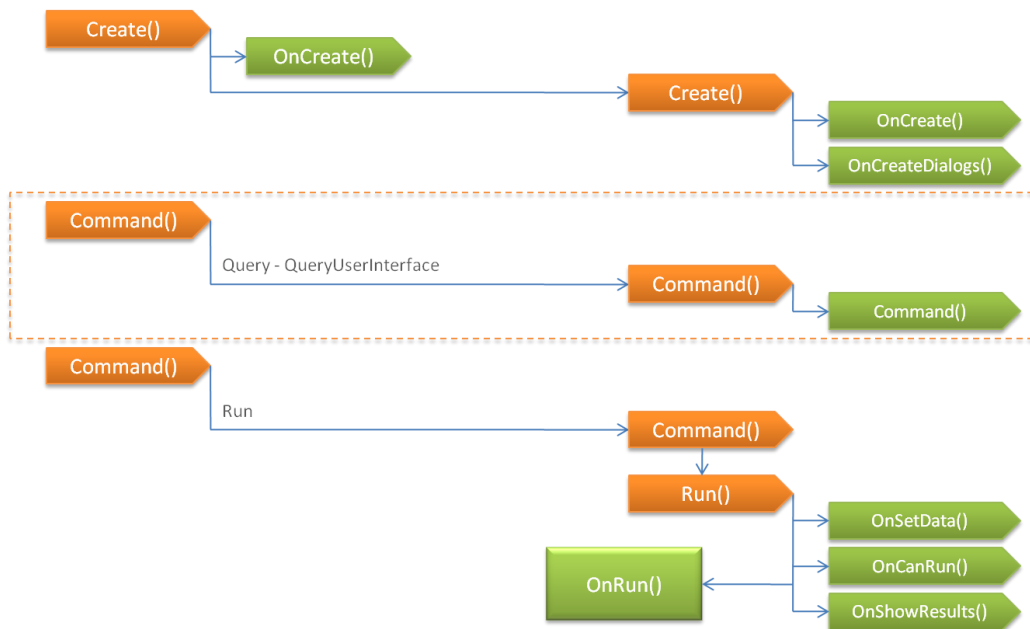 Create()
OnCreate()
Create()
OnCreate()
OnCreateDialogs()
Command()
Query - QueryUserInterface
Command()
Command()
Command()
Run
Command()
Run()
OnSetData()
OnCanRun()
OnRun()
OnShowResults()